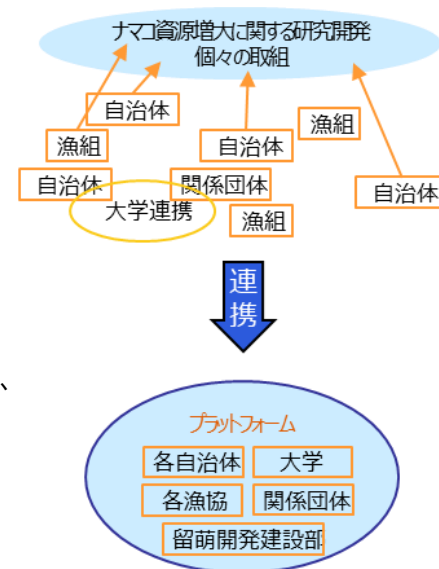 ナマコ資源増大に関する研究開発
個々の取組
自治体
漁組
漁組
自治体
自治体
関係団体
自治体
大学連携
漁組
連携
、
プラットフォーム
各自治体
大学
各漁協
関係団体
留萌開発建設部